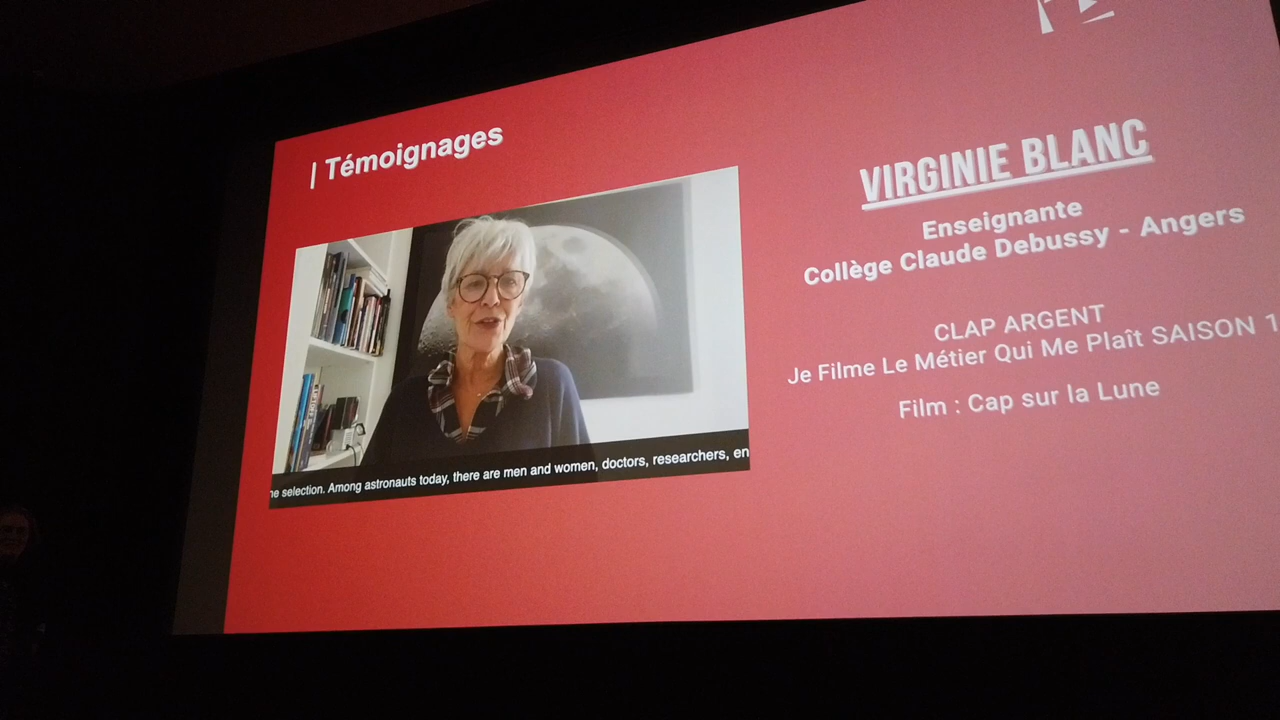 | Témoignages
VIRGINIE BLANC
Enseignante
Collège Claude Debussy - Angers
CLAP ARGENT
Je Filme Le Métier Qui Me Plaît SAISON 1
Film : Cap sur la Lune
selection. Among astronauts today, there are men and women, doctors, researchers, en